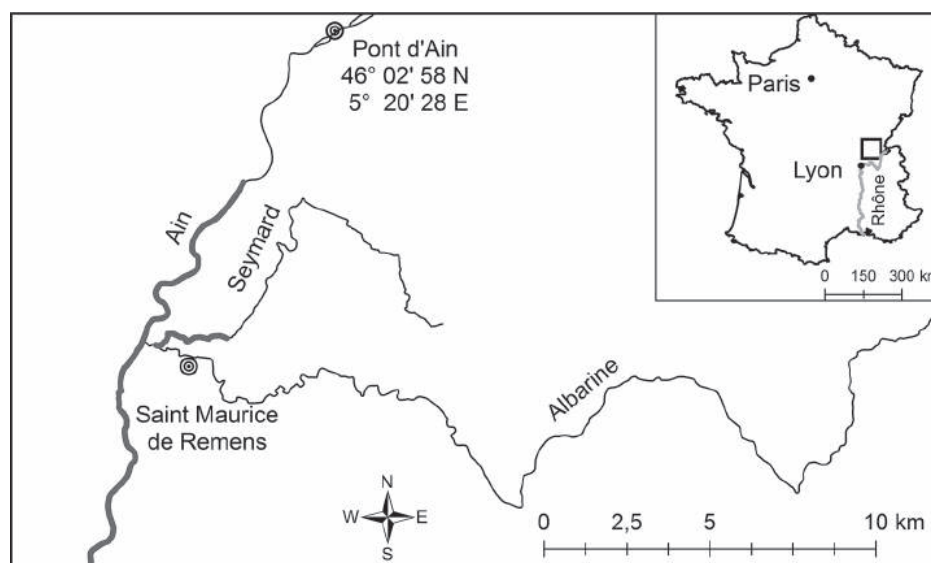 Pont d'Ain
46° 02' 58 N
5° 20' 28 E
Paris
Lyon
Rhône
0 150 300 km
Ain
Seymard
Albarine
Saint Maurice
de Remens
N
W E
S
0 2,5 5 10 km